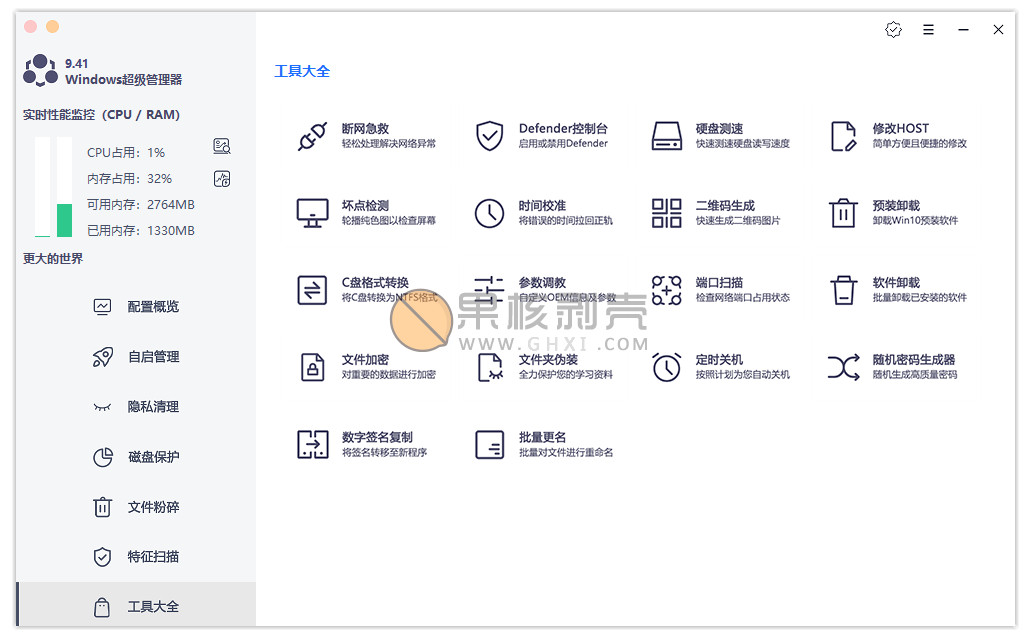 9.41
Windows超级管理器
实时性能监控（CPU / RAM）
CPU占用：1%
内存占用：32%
可用内存：2764MB
已用内存：1330MB
更大的世界
配置概览
自启管理
隐私清理
磁盘保护
文件粉碎
特征扫描
工具大全
工具大全
断网急救
轻松处理解决网络异常
Defender控制台
启用或禁用Defender
硬盘测速
快速测速硬盘读写速度
修改HOST
简单方便且便捷的修改
坏点检测
轮播纯色图以检查屏幕
时间校准
将错误的时间拉回正轨
二维码生成
快速生成二维码图片
预装卸载
卸载Win10预装软件
C盘格式转换
将C盘转换为NTFS格式
参数调教
自定义OEM信息及参数
端口扫描
检查网络端口占用状态
软件卸载
批量卸载已安装的软件
果核剥壳
WWW.GHXI.COM
文件加密
对重要的数据进行加密
文件夹伪装
全力保护您的学习资料
定时关机
按照计划为您自动关机
随机密码生成器
随机生成高质量密码
数字签名复制
将签名转移至新程序
批量更名
批量对文件进行重命名